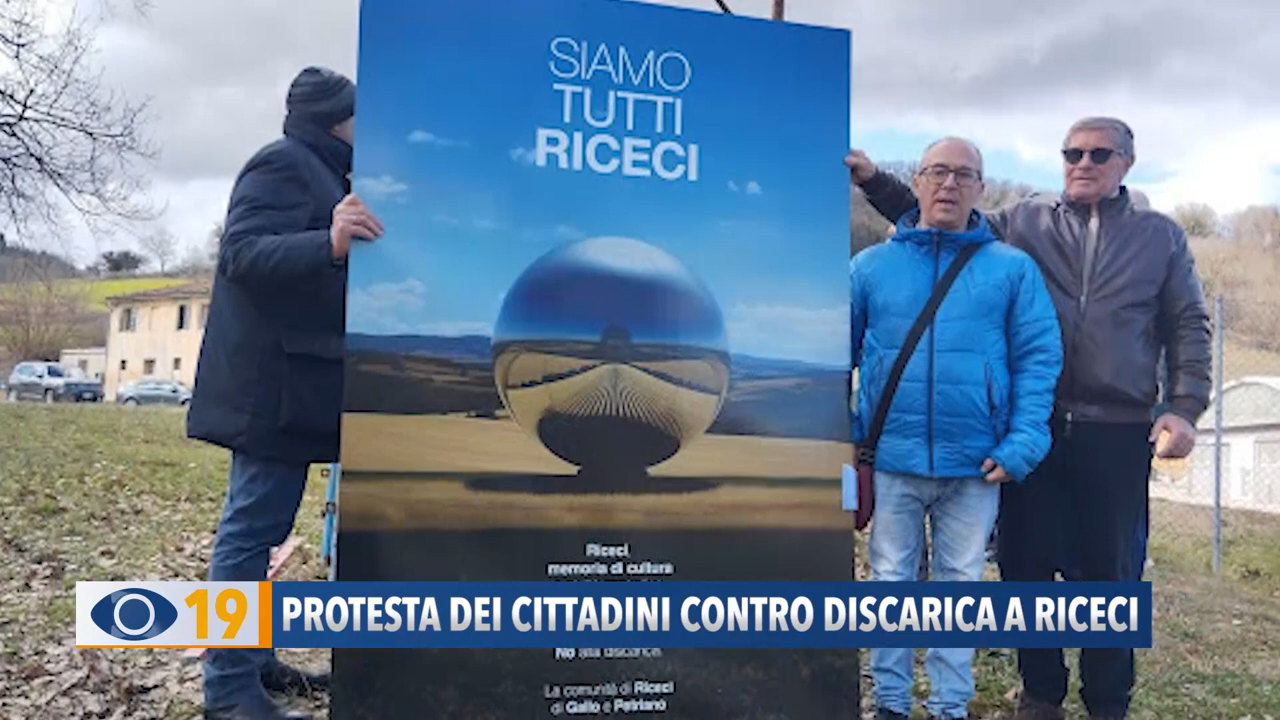 SIAMO
TUTTI
RICECI
Riceci,
memoria di cultura
19
PROTESTA DEI CITTADINI CONTRO DISCARICA A RICECI
No alla discarica.
La comunità di Riceci
di Gallo e Petriano